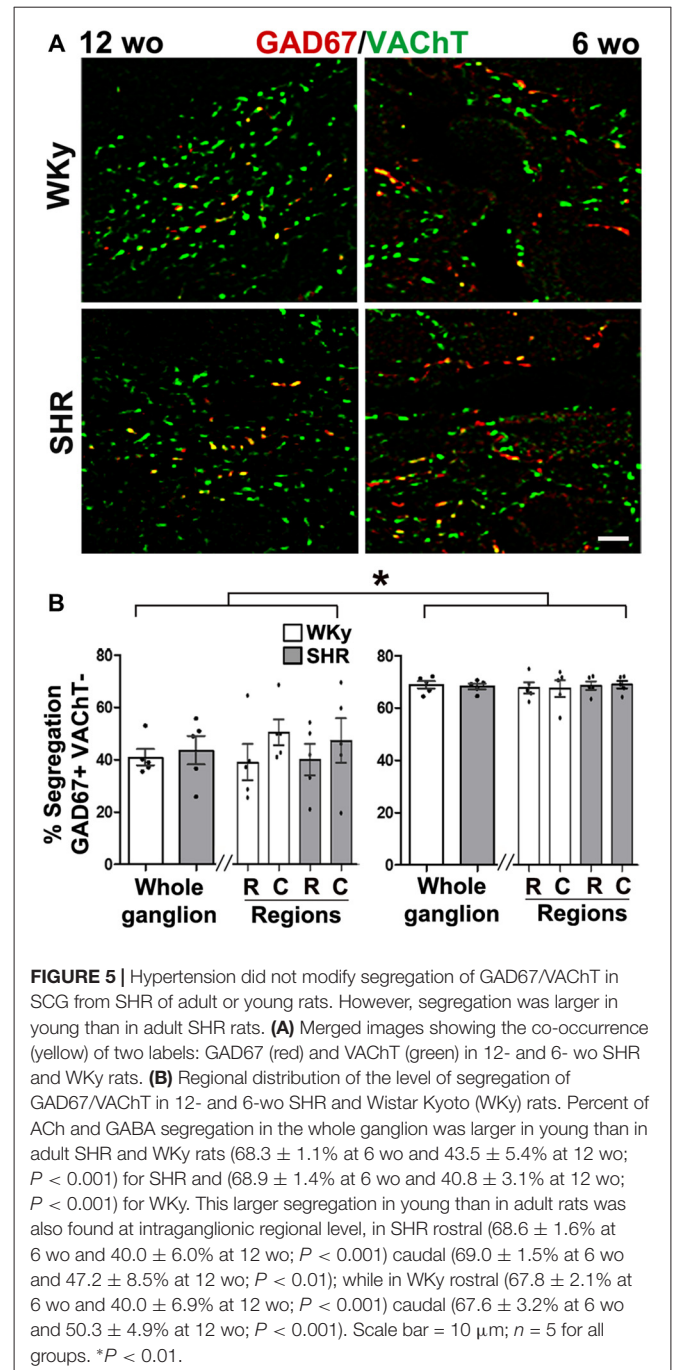 A 12 wo GAD67/VAChT 6 wo
WKy
SHR
B
*
WKy
SHR
% Segregation
GAD67+ VAChT-
80
60
40
20
0
Whole
ganglion
R C R C
Regions
80
60
40
20
0
Whole
ganglion
R C R C
Regions
FIGURE 5 | Hypertension did not modify segregation of GAD67/VAChT in
SCG from SHR of adult or young rats. However, segregation was larger in
young than in adult SHR rats. (A) Merged images showing the co-occurrence
(yellow) of two labels: GAD67 (red) and VAChT (green) in 12- and 6- wo SHR
and WKy rats. (B) Regional distribution of the level of segregation of
GAD67/VAChT in 12- and 6-wo SHR and Wistar Kyoto (WKy) rats. Percent of
ACh and GABA segregation in the whole ganglion was larger in young than in
adult SHR and WKy rats (68.3 ± 1.1% at 6 wo and 43.5 ± 5.4% at 12 wo;
P < 0.001) for SHR and (68.9 ± 1.4% at 6 wo and 40.8 ± 3.1% at 12 wo;
P < 0.001) for WKy. This larger segregation in young than in adult rats was
also found at intraganglionic regional level, in SHR rostral (68.6 ± 1.6% at
6 wo and 40.0 ± 6.0% at 12 wo; P < 0.001) caudal (69.0 ± 1.5% at 6 wo
and 47.2 ± 8.5% at 12 wo; P < 0.01); while in WKy rostral (67.8 ± 2.1% at
6 wo and 40.0 ± 6.9% at 12 wo; P < 0.001) caudal (67.6 ± 3.2% at 6 wo
and 50.3 ± 4.9% at 12 wo; P < 0.001). Scale bar = 10 μm; n = 5 for all
groups. *P < 0.01.